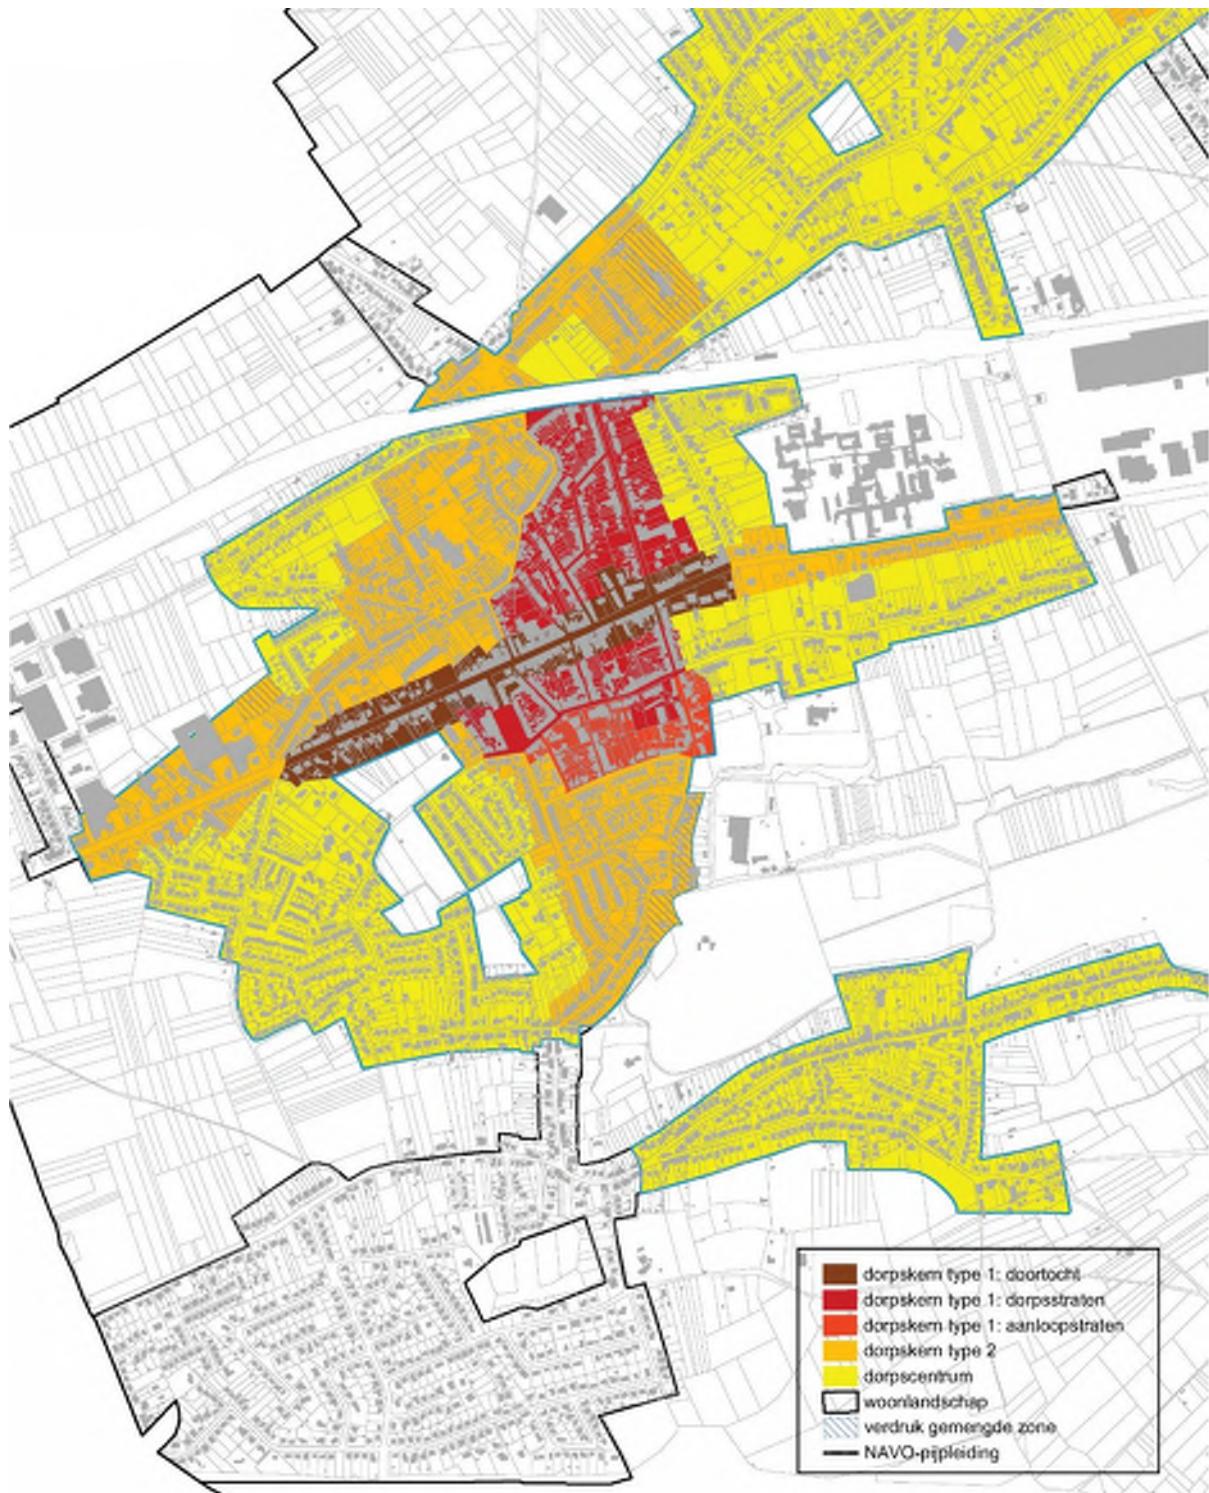 dorpskern type 1: doortocht
dorpskern type 1: dorpsstraten
dorpskern type 1: aanloopstraten
dorpskern type 2
dorpscentrum
woonlandschap
verdruk gemengde zone
NAVO-pijpleiding